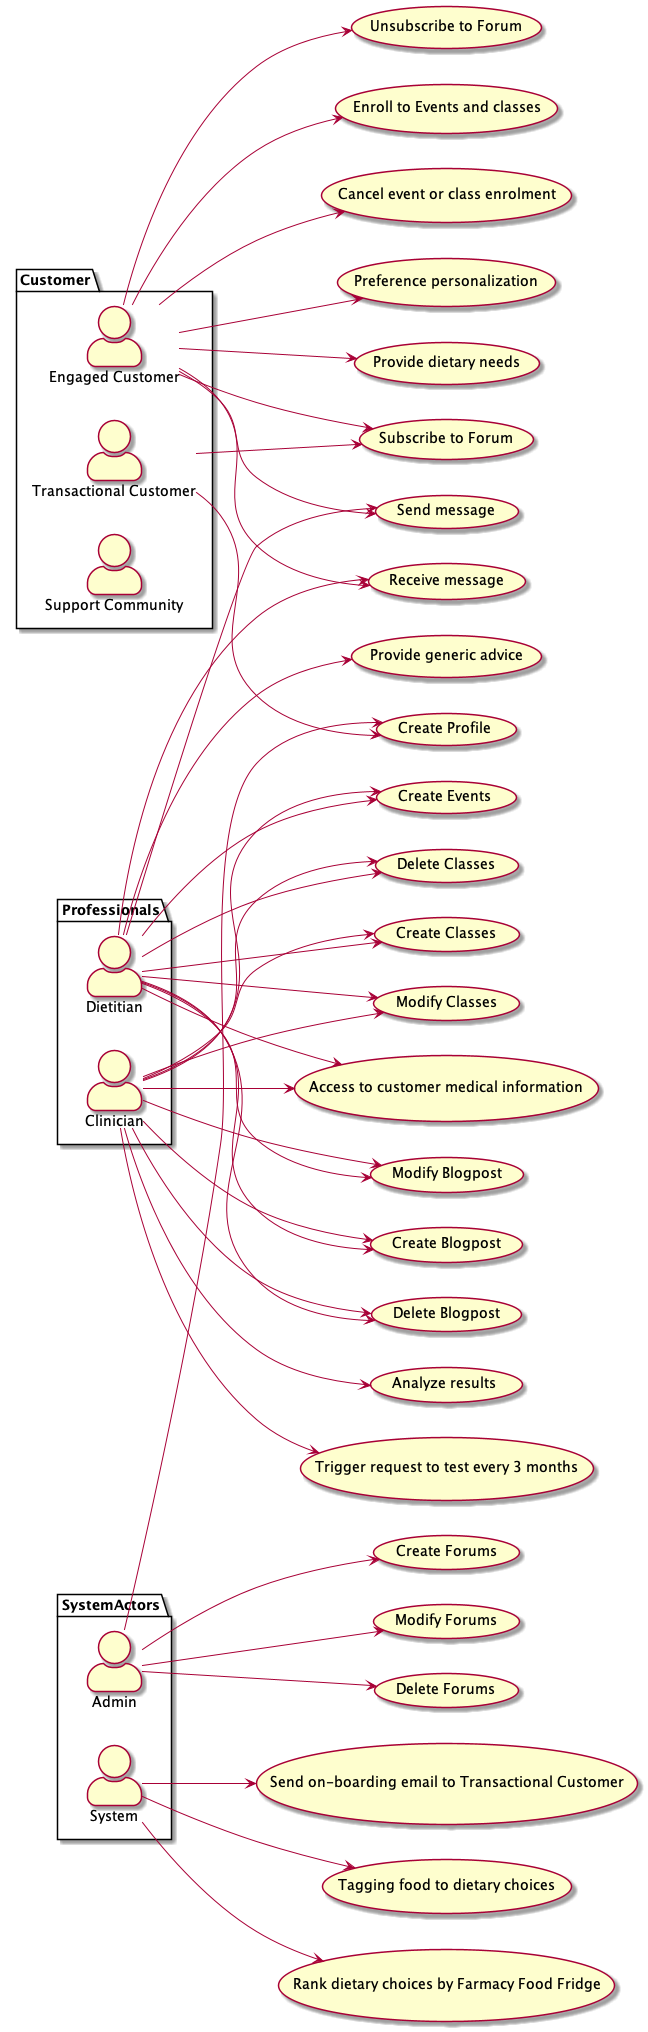 Unsubscribe to Forum
Enroll to Events and classes
Cancel event or class enrolment
Customer
Preference personalization
Engaged Customer
Provide dietary needs
Subscribe to Forum
Transactional Customer
Send message
Receive message
Support Community
Provide generic advice
Create Profile
Create Events
Delete Classes
Professionals
Create Classes
Dietitian
Modify Classes
Access to customer medical information
Clinician
Modify Blogpost
Create Blogpost
Delete Blogpost
Analyze results
Trigger request to test every 3 months
Create Forums
SystemActors
Modify Forums
Admin
Delete Forums
Send on-boarding email to Transactional Customer
System
Tagging food to dietary choices
Rank dietary choices by Farmacy Food Fridge